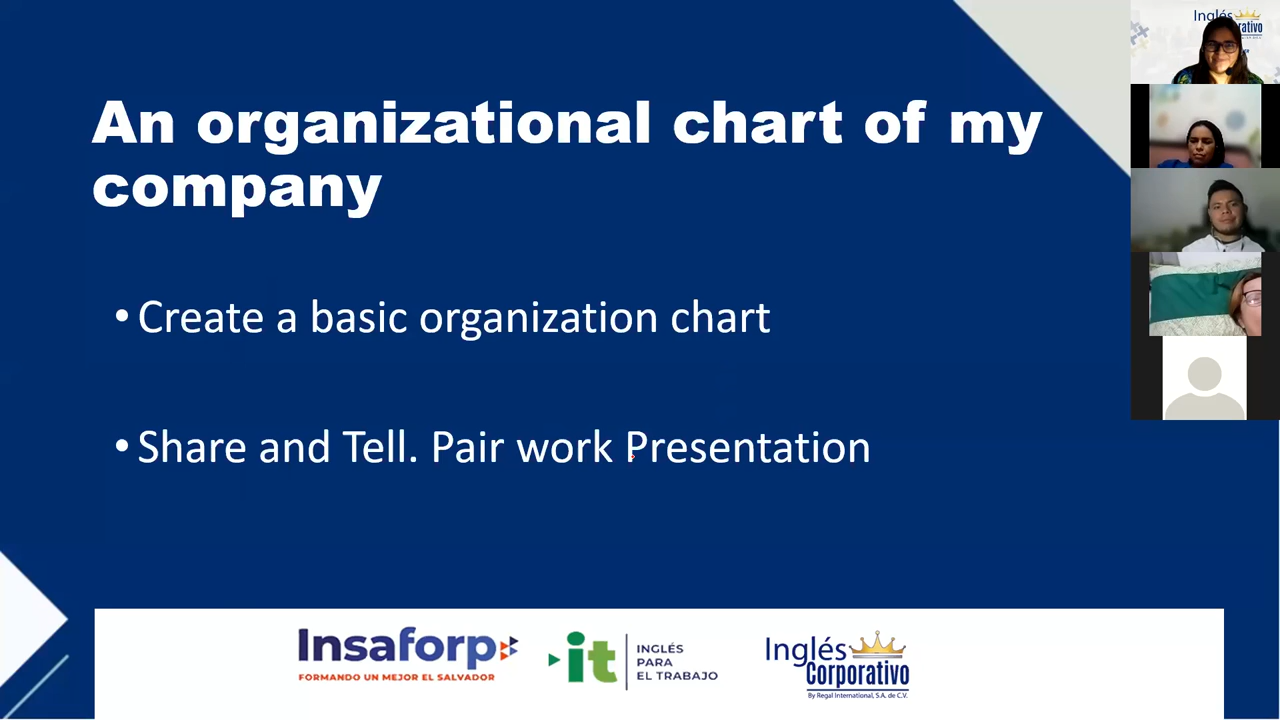 An organizational chart of my
company
• Create a basic organization chart
• Share and Tell. Pair work Presentation
Insaforp
FORMANDO UN MEJOR EL SALVADOR
it
INGLÉS
PARA
EL TRABAJO
Inglés
Corporativo
By Regal International, S.A. de C.V.
Inglés